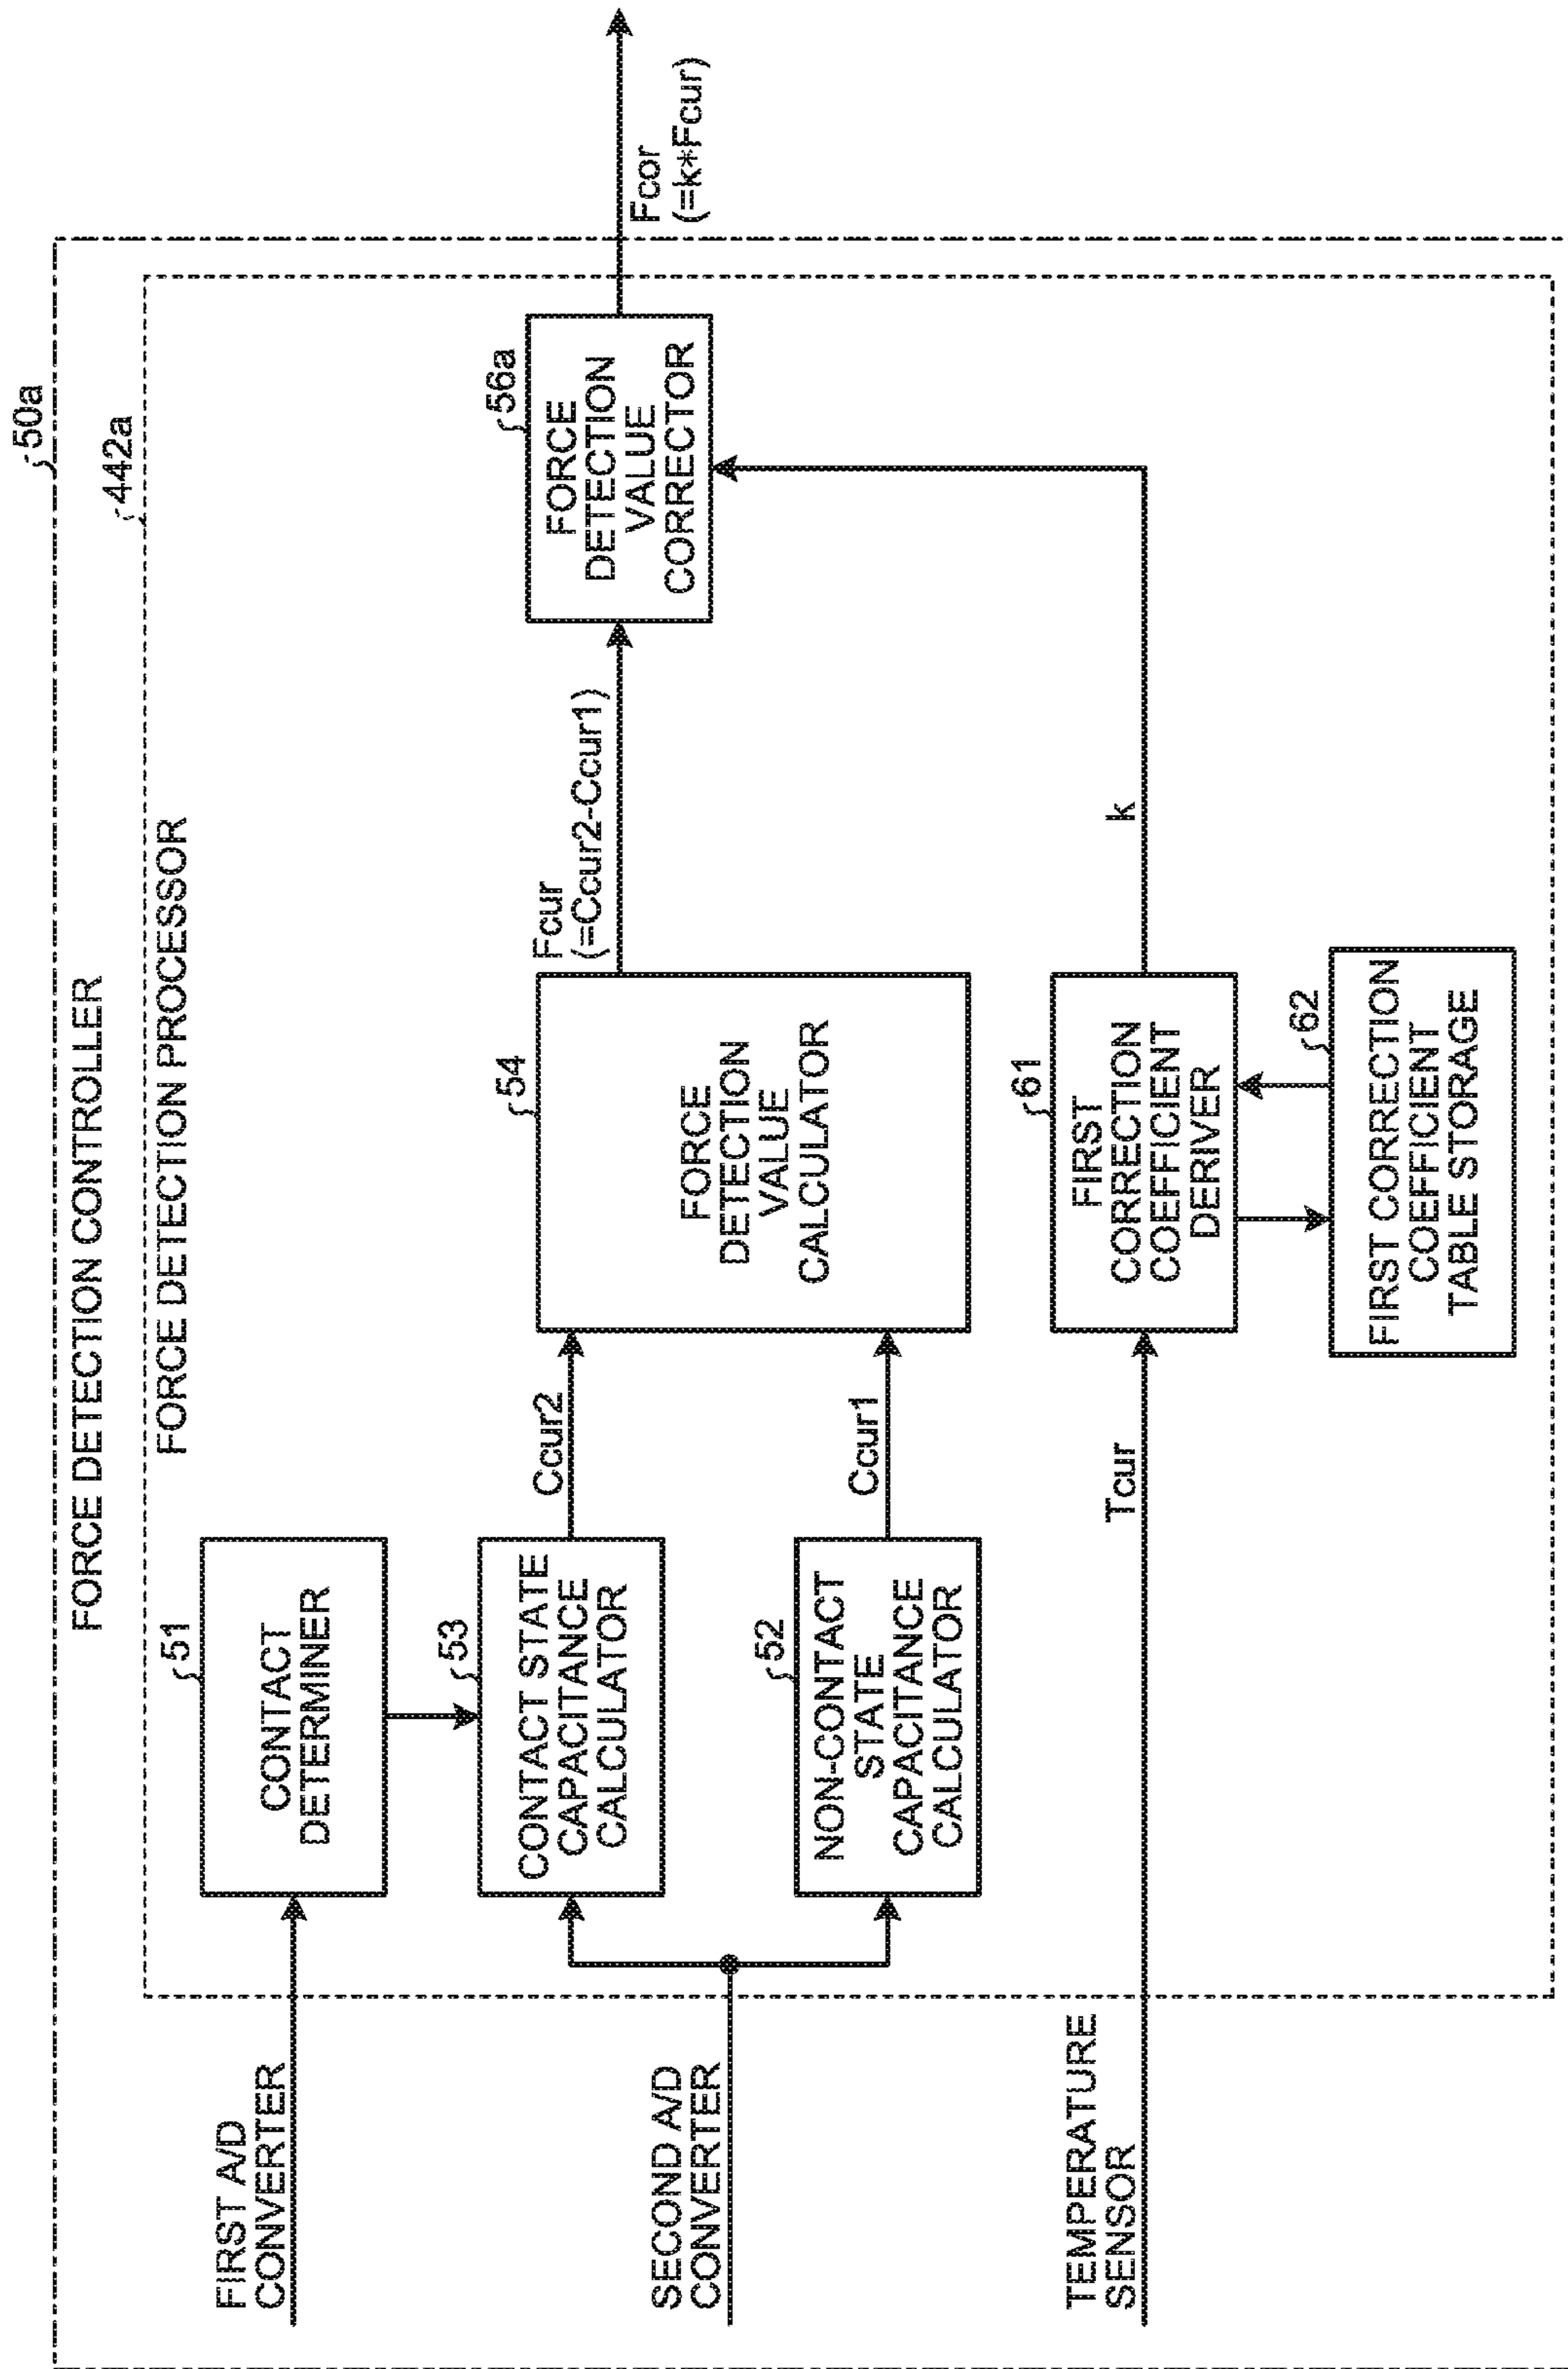 50a
FORCE DETECTION CONTROLLER
442a
FORCE DETECTION PROCESSOR
FIRST A/D
CONVERTER
51
CONTACT
DETERMINER
53
CONTACT STATE
CAPACITANCE
CALCULATOR
Ccur2
SECOND A/D
CONVERTER
52
NON-CONTACT
STATE
CAPACITANCE
CALCULATOR
Ccur1
54
FORCE
DETECTION
VALUE
CALCULATOR
Fcur
(=Ccur2-Ccur1)
56a
FORCE
DETECTION
VALUE
CORRECTOR
Fcor
(=k*Fcur)
TEMPERATURE
SENSOR
Tcur
61
FIRST
CORRECTION
COEFFICIENT
DERIVER
k
62
FIRST CORRECTION
COEFFICIENT
TABLE STORAGE